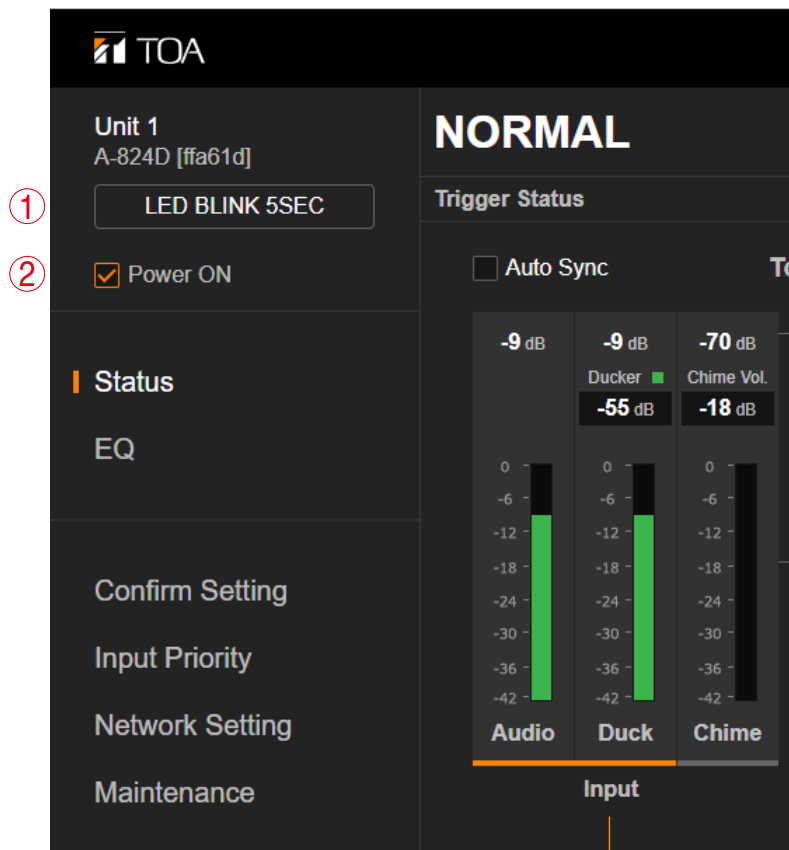 TOA
Unit 1
A-824D [ffa61d]
① LED BLINK 5SEC
② Power ON
Status
EQ
Confirm Setting
Input Priority
Network Setting
Maintenance
NORMAL
Trigger Status
Auto Sync
-9 dB -9 dB -70 dB
Ducker Chime Vol.
-55 dB -18 dB
0 0 0
-6 -6 -6
-12 -12 -12
-18 -18 -18
-24 -24 -24
-30 -30 -30
-36 -36 -36
-42 -42 -42
Audio Duck Chime
Input